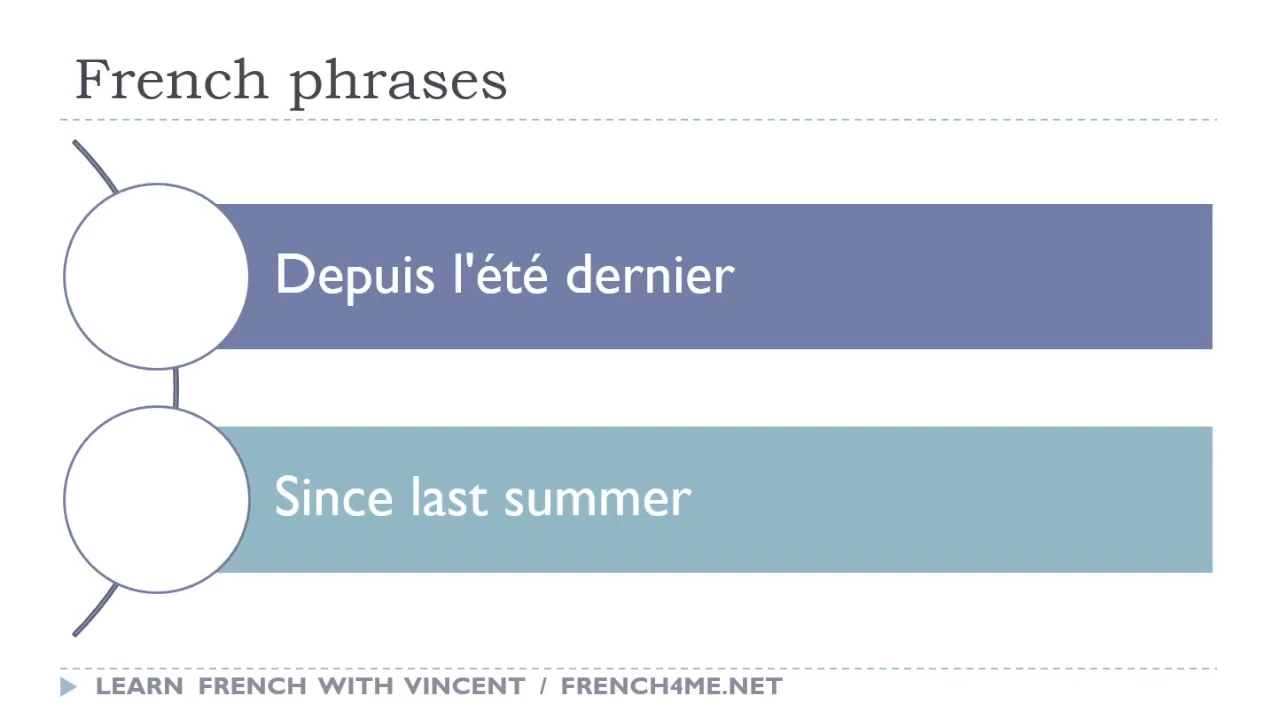 French phrases
Depuis l'été dernier
Since last summer
LEARN FRENCH WITH VINCENT / FRENCH4ME.NET